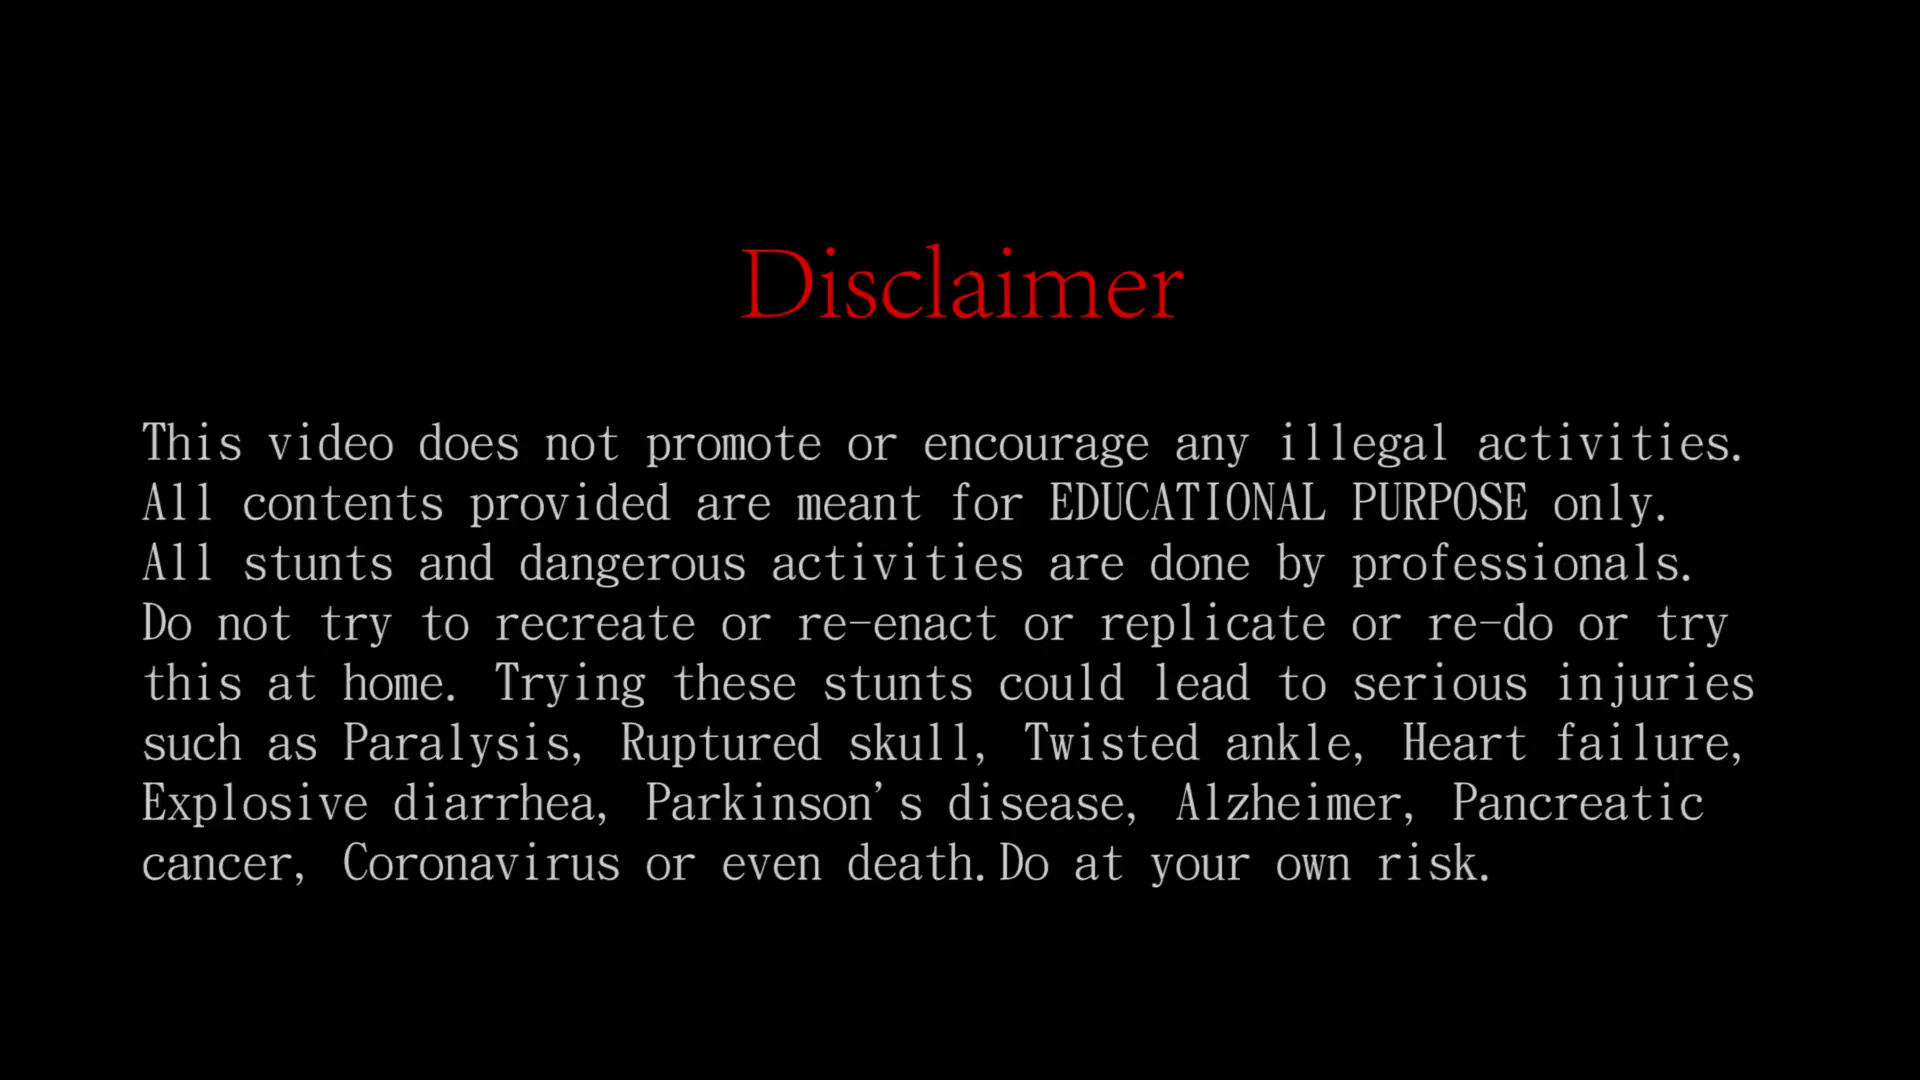 Disclaimer
This video does not promote or encourage any illegal activities.
All contents provided are meant for EDUCATIONAL PURPOSE only.
All stunts and dangerous activities are done by professionals.
Do not try to recreate or re-enact or replicate or re-do or try
this at home. Trying these stunts could lead to serious injuries
such as Paralysis, Ruptured skull, Twisted ankle, Heart failure,
Explosive diarrhea, Parkinson's disease, Alzheimer, Pancreatic
cancer, Coronavirus or even death.Do at your own risk.